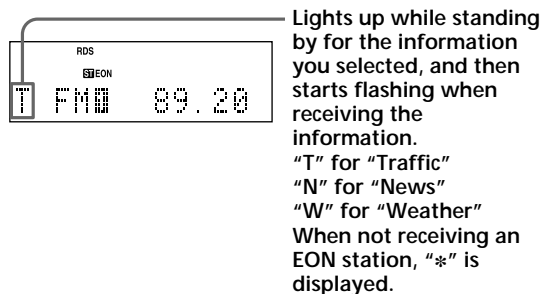 Lights up while standing
by for the information
you selected, and then
starts flashing when
receiving the
information.
“T” for “Traffic”
“N” for “News”
“W” for “Weather”
When not receiving an
EON station, “*” is
displayed.
RDS
ST EON
T FM1 89.20